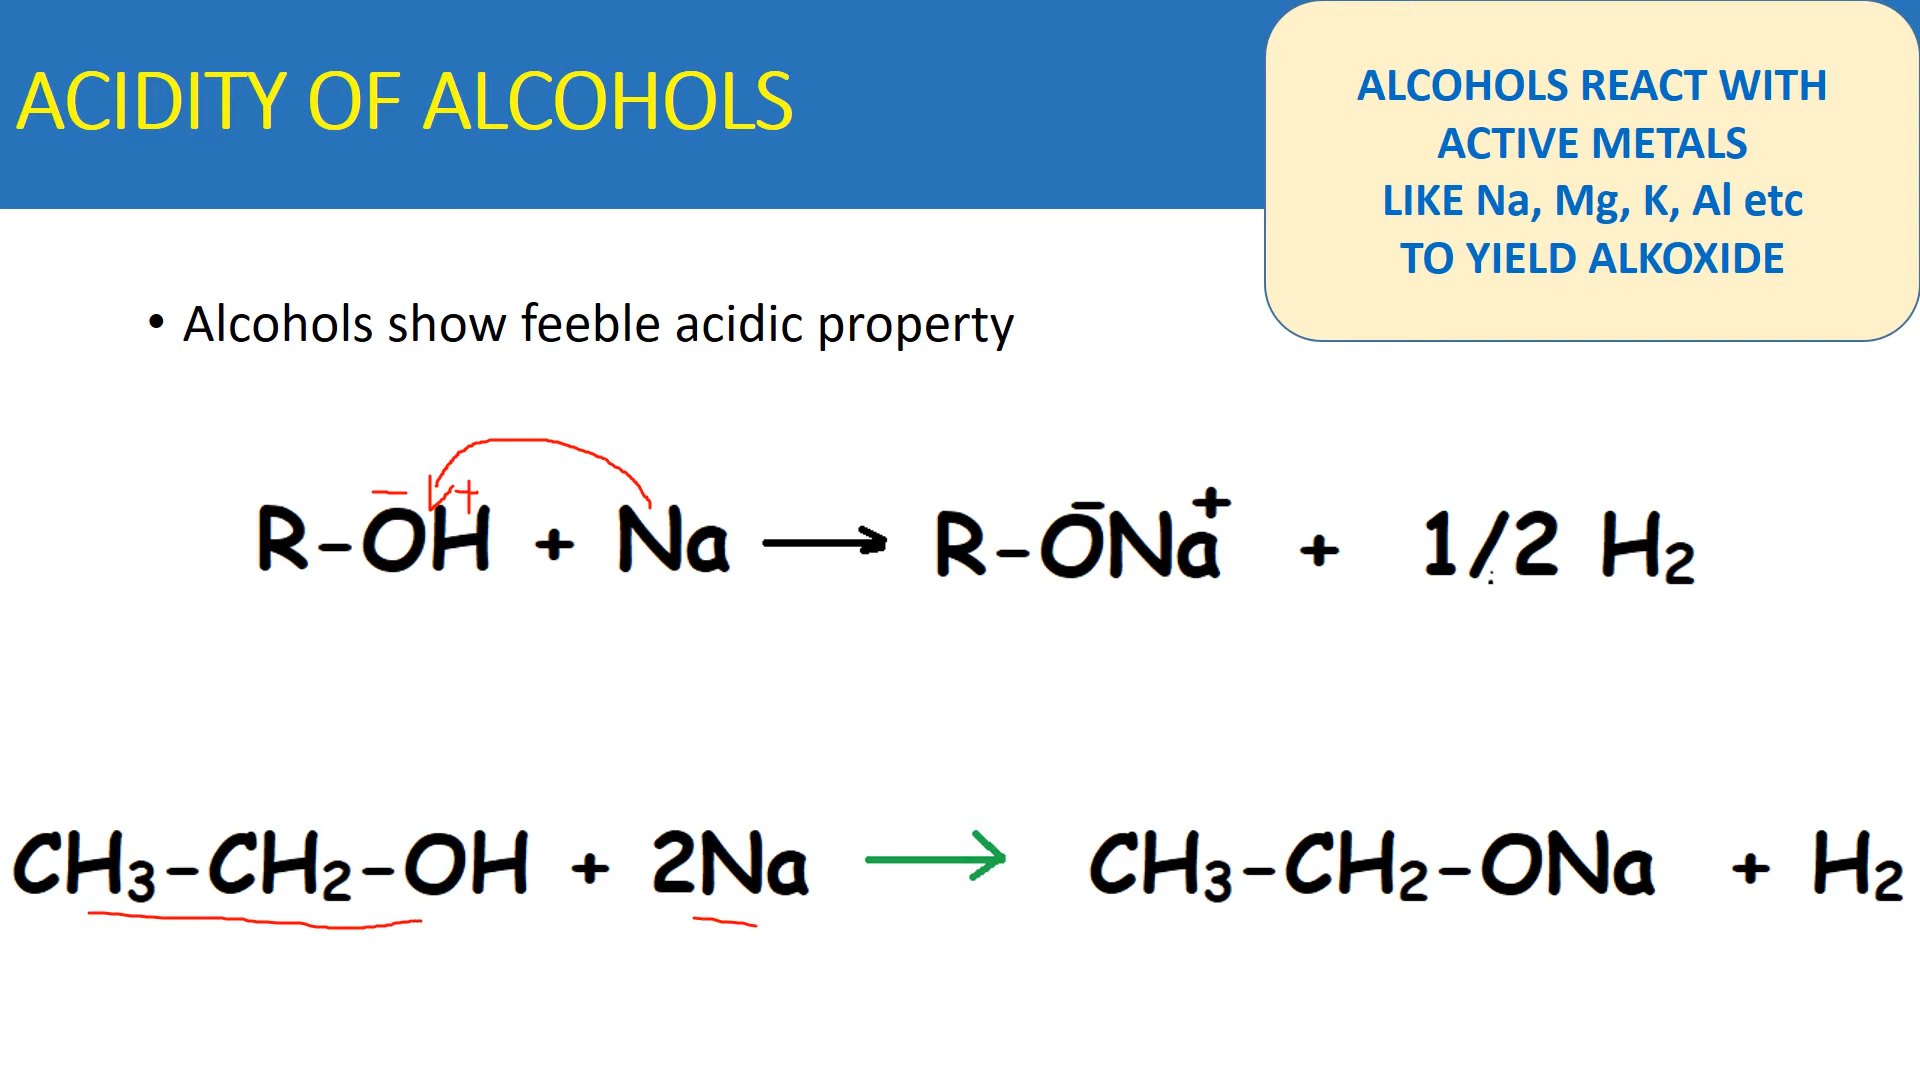 ACIDITY OF ALCOHOLS
ALCOHOLS REACT WITH
ACTIVE METALS
LIKE Na, Mg, K, Al etc
TO YIELD ALKOXIDE
• Alcohols show feeble acidic property
− +
R-OH + Na ⟶ R-O⁻Na⁺ + 1/2 H₂
CH₃-CH₂-OH + 2Na ⟶ CH₃-CH₂-ONa + H₂